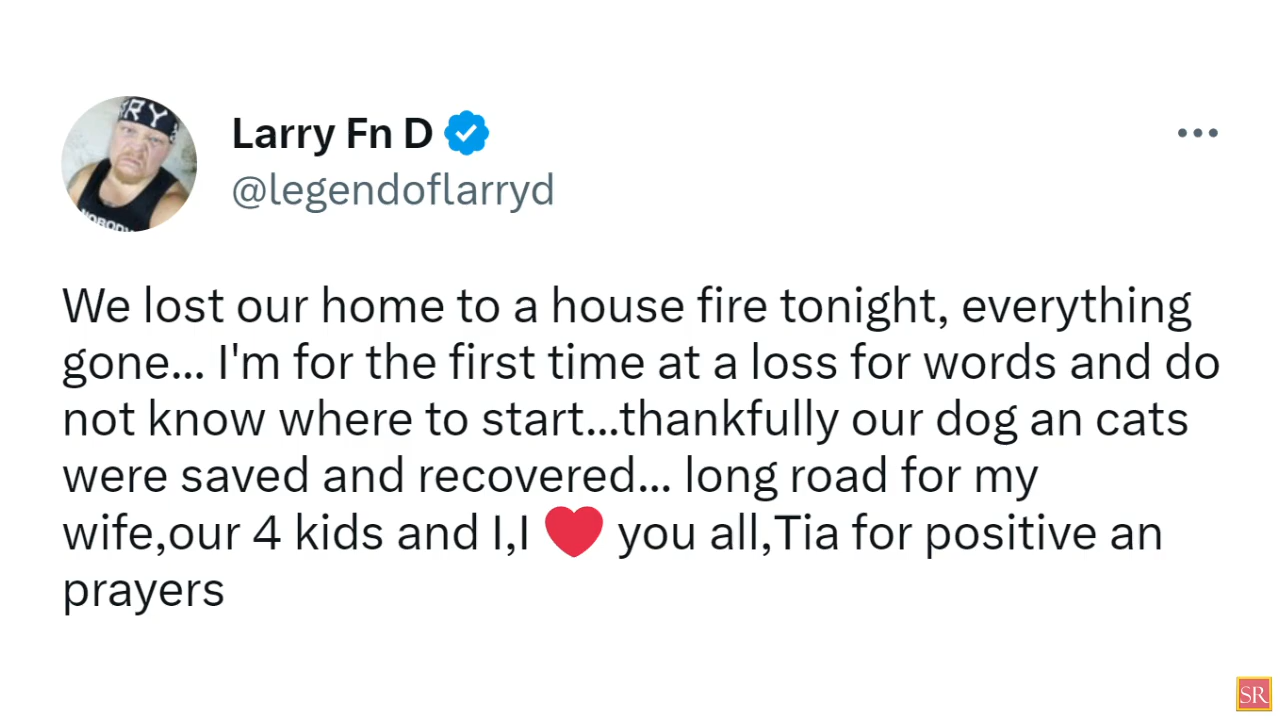 RY
NOBODY
Larry Fn D
@legendoflarryd
We lost our home to a house fire tonight, everything
gone... I'm for the first time at a loss for words and do
not know where to start...thankfully our dog an cats
were saved and recovered... long road for my
wife,our 4 kids and I,I ❤️ you all,Tia for positive an
prayers
SR